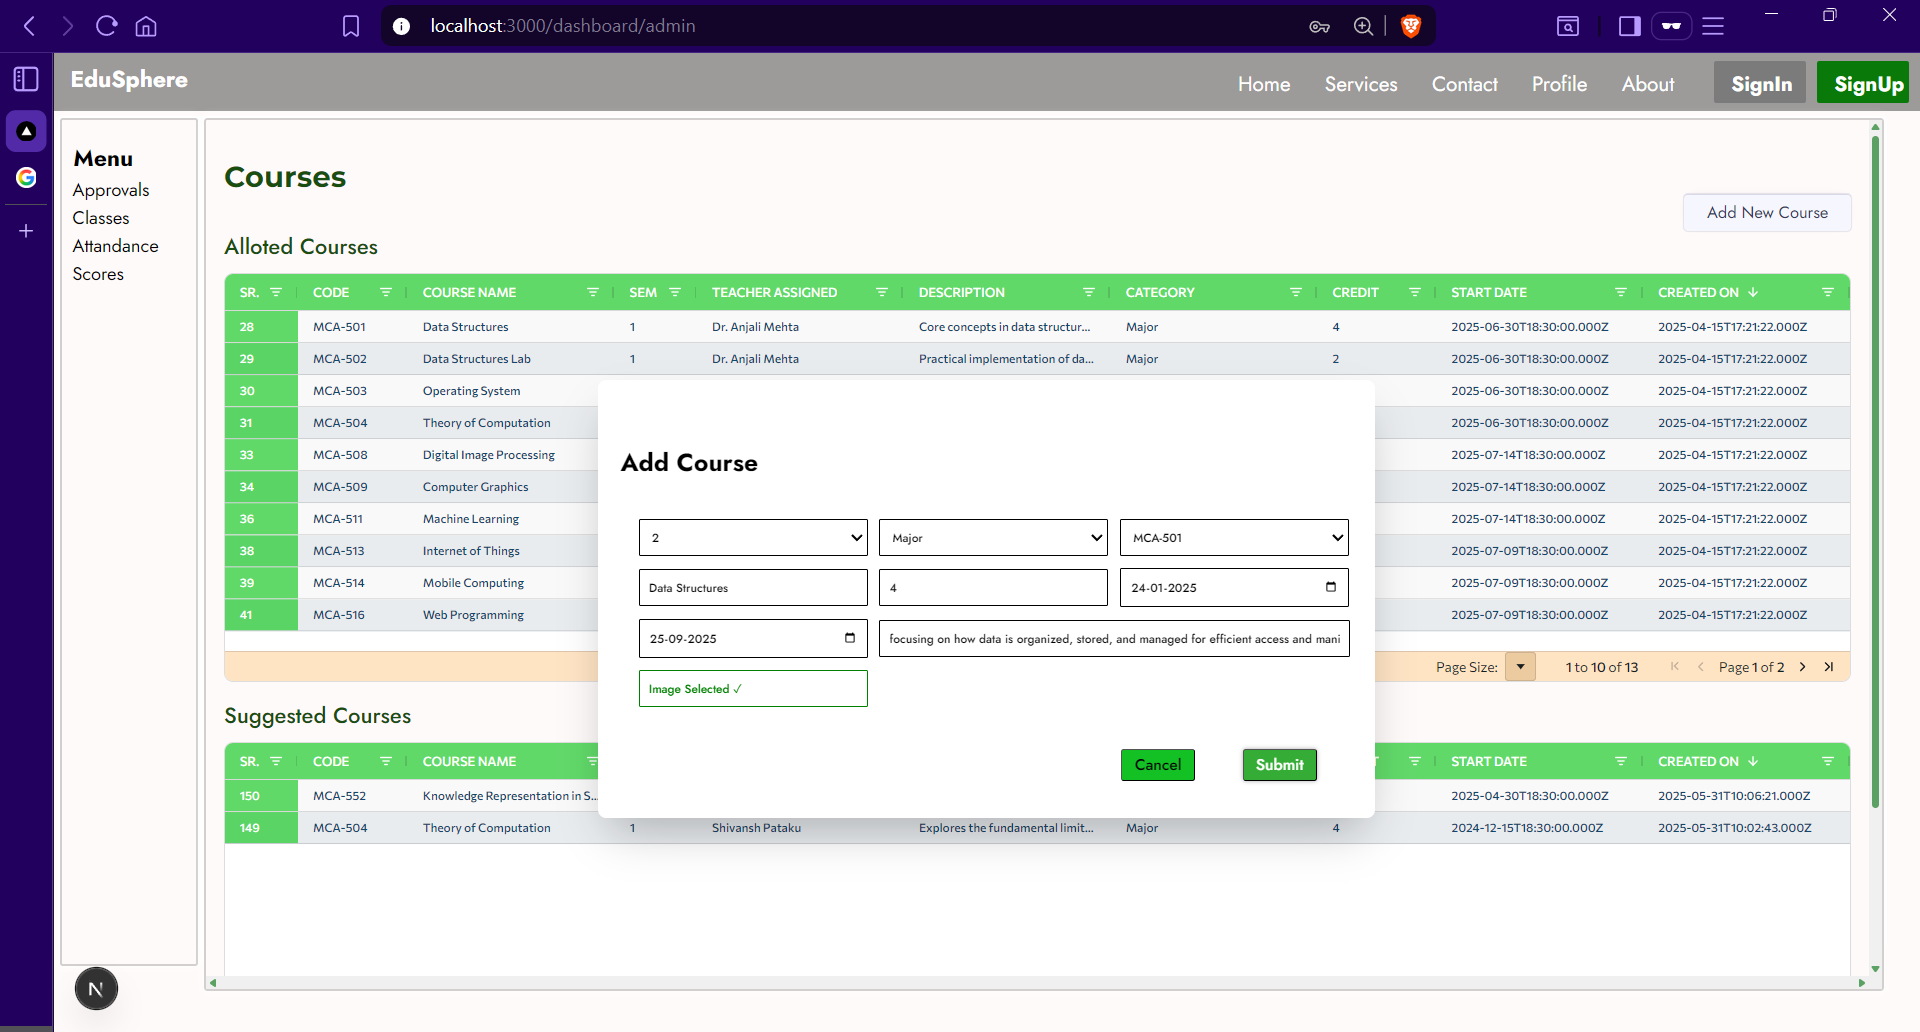 localhost:3000/dashboard/admin
EduSphere
Home Services Contact Profile About SignIn SignUp
Menu
Approvals
Classes
Attandance
Scores
Courses
Add New Course
Alloted Courses
SR. CODE COURSE NAME SEM TEACHER ASSIGNED DESCRIPTION CATEGORY CREDIT START DATE CREATED ON
28 MCA-501 Data Structures 1 Dr. Anjali Mehta Core concepts in data structur... Major 4 2025-06-30T18:30:00.000Z 2025-04-15T17:21:22.000Z
29 MCA-502 Data Structures Lab 1 Dr. Anjali Mehta Practical implementation of da... Major 2 2025-06-30T18:30:00.000Z 2025-04-15T17:21:22.000Z
30 MCA-503 Operating System 2025-06-30T18:30:00.000Z 2025-04-15T17:21:22.000Z
31 MCA-504 Theory of Computation 2025-06-30T18:30:00.000Z 2025-04-15T17:21:22.000Z
33 MCA-508 Digital Image Processing 2025-07-14T18:30:00.000Z 2025-04-15T17:21:22.000Z
34 MCA-509 Computer Graphics 2025-07-14T18:30:00.000Z 2025-04-15T17:21:22.000Z
36 MCA-511 Machine Learning 2025-07-14T18:30:00.000Z 2025-04-15T17:21:22.000Z
38 MCA-513 Internet of Things 2025-07-09T18:30:00.000Z 2025-04-15T17:21:22.000Z
39 MCA-514 Mobile Computing 2025-07-09T18:30:00.000Z 2025-04-15T17:21:22.000Z
41 MCA-516 Web Programming 2025-07-09T18:30:00.000Z 2025-04-15T17:21:22.000Z
Page Size: 1 to 10 of 13 Page 1 of 2
Add Course
2 Major MCA-501
Data Structures 4 24-01-2025
25-09-2025 focusing on how data is organized, stored, and managed for efficient access and mani
Image Selected ✓
Cancel Submit
Suggested Courses
SR. CODE COURSE NAME START DATE CREATED ON
150 MCA-552 Knowledge Representation in S... 2025-04-30T18:30:00.000Z 2025-05-31T10:06:21.000Z
149 MCA-504 Theory of Computation 1 Shivansh Pataku Explores the fundamental limit... Major 4 2024-12-15T18:30:00.000Z 2025-05-31T10:02:43.000Z
N